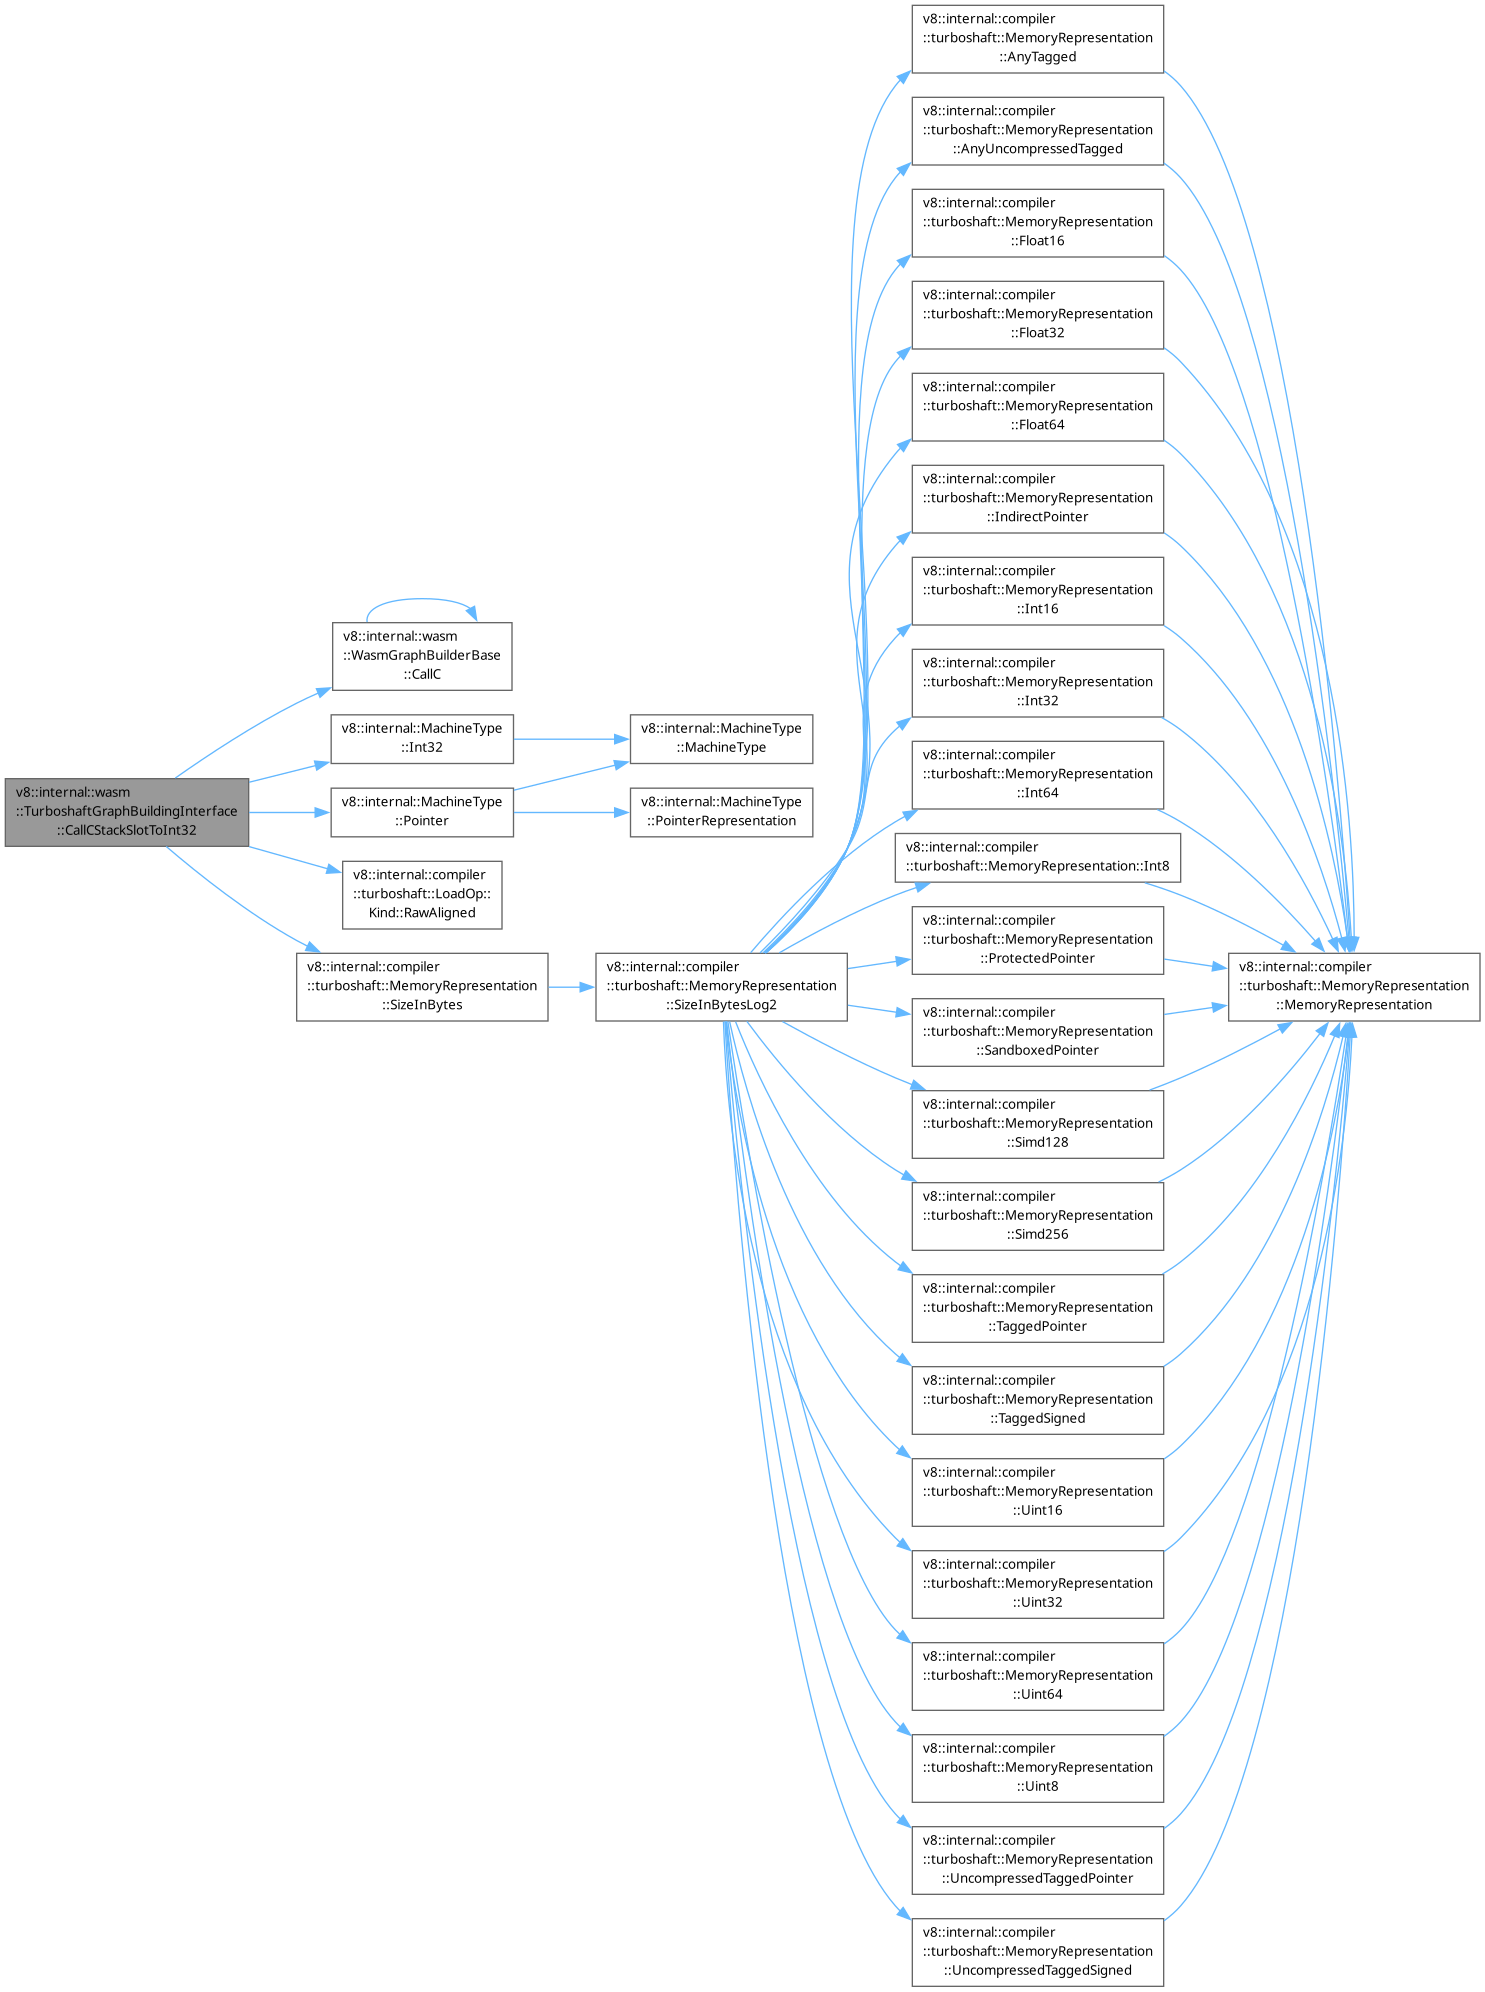 v8::internal::wasm
::TurboshaftGraphBuildingInterface
::CallCStackSlotToInt32
v8::internal::wasm
::WasmGraphBuilderBase
::CallC
v8::internal::MachineType
::Int32
v8::internal::MachineType
::Pointer
v8::internal::compiler
::turboshaft::LoadOp::
Kind::RawAligned
v8::internal::compiler
::turboshaft::MemoryRepresentation
::SizeInBytes
v8::internal::MachineType
::MachineType
v8::internal::MachineType
::PointerRepresentation
v8::internal::compiler
::turboshaft::MemoryRepresentation
::SizeInBytesLog2
v8::internal::compiler
::turboshaft::MemoryRepresentation
::AnyTagged
v8::internal::compiler
::turboshaft::MemoryRepresentation
::AnyUncompressedTagged
v8::internal::compiler
::turboshaft::MemoryRepresentation
::Float16
v8::internal::compiler
::turboshaft::MemoryRepresentation
::Float32
v8::internal::compiler
::turboshaft::MemoryRepresentation
::Float64
v8::internal::compiler
::turboshaft::MemoryRepresentation
::IndirectPointer
v8::internal::compiler
::turboshaft::MemoryRepresentation
::Int16
v8::internal::compiler
::turboshaft::MemoryRepresentation
::Int32
v8::internal::compiler
::turboshaft::MemoryRepresentation
::Int64
v8::internal::compiler
::turboshaft::MemoryRepresentation::Int8
v8::internal::compiler
::turboshaft::MemoryRepresentation
::ProtectedPointer
v8::internal::compiler
::turboshaft::MemoryRepresentation
::SandboxedPointer
v8::internal::compiler
::turboshaft::MemoryRepresentation
::Simd128
v8::internal::compiler
::turboshaft::MemoryRepresentation
::Simd256
v8::internal::compiler
::turboshaft::MemoryRepresentation
::TaggedPointer
v8::internal::compiler
::turboshaft::MemoryRepresentation
::TaggedSigned
v8::internal::compiler
::turboshaft::MemoryRepresentation
::Uint16
v8::internal::compiler
::turboshaft::MemoryRepresentation
::Uint32
v8::internal::compiler
::turboshaft::MemoryRepresentation
::Uint64
v8::internal::compiler
::turboshaft::MemoryRepresentation
::Uint8
v8::internal::compiler
::turboshaft::MemoryRepresentation
::UncompressedTaggedPointer
v8::internal::compiler
::turboshaft::MemoryRepresentation
::UncompressedTaggedSigned
v8::internal::compiler
::turboshaft::MemoryRepresentation
::MemoryRepresentation